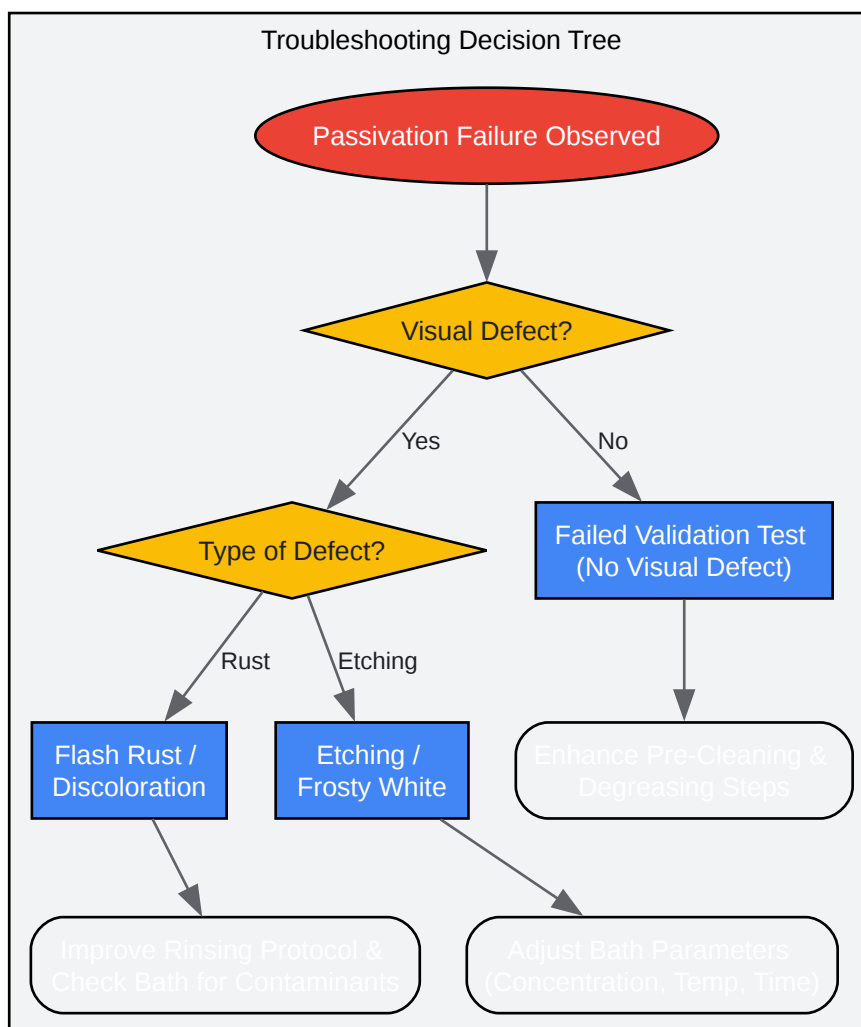 Troubleshooting Decision Tree
Passivation Failure Observed
Visual Defect?
Yes
No
Type of Defect?
Failed Validation Test
(No Visual Defect)
Rust
Etching
Flash Rust /
Discoloration
Etching /
Frosty White
Enhance Pre-Cleaning &
Degreasing Steps
Improve Rinsing Protocol &
Check Bath for Contaminants
Adjust Bath Parameters
(Concentration, Temp, Time)